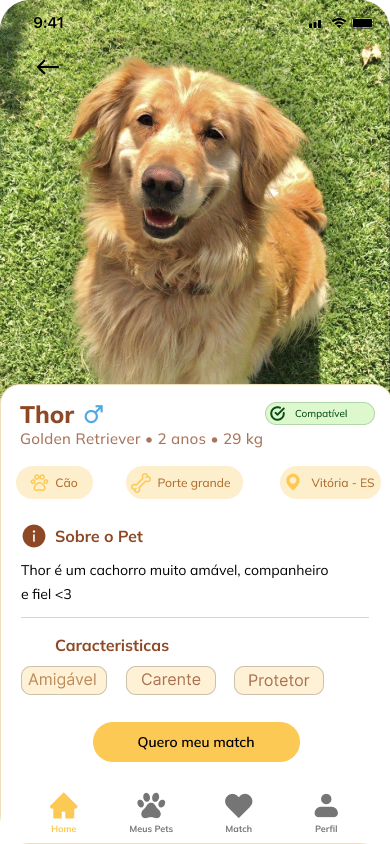 9:41
Thor
Compatível
Golden Retriever • 2 anos • 29 kg
Cão
Porte grande
Vitória - ES
Sobre o Pet
Thor é um cachorro muito amável, companheiro
e fiel <3
Caracteristicas
Amigável
Carente
Protetor
Quero meu match
Home
Meus Pets
Match
Perfil